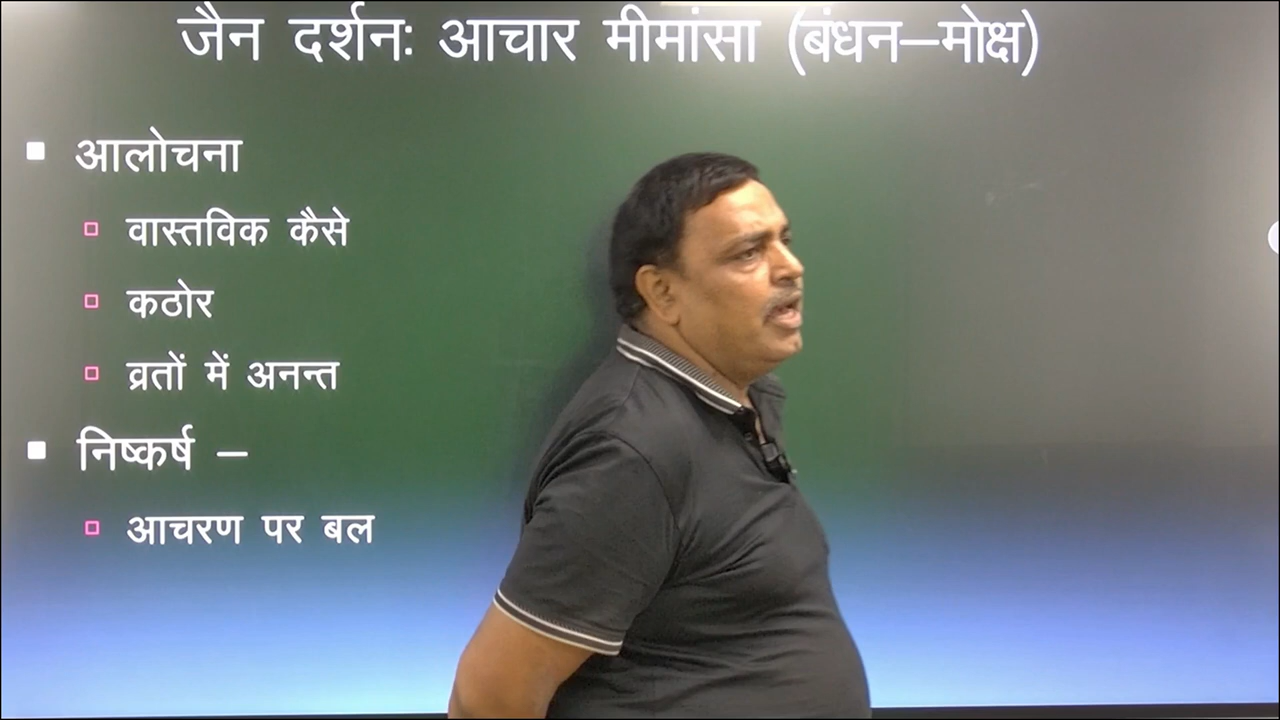 जैन दर्शनः आचार मीमांसा (बंधन–मोक्ष)
आलोचना
वास्तविक कैसे
कठोर
व्रतों में अनन्त
निष्कर्ष –
आचरण पर बल